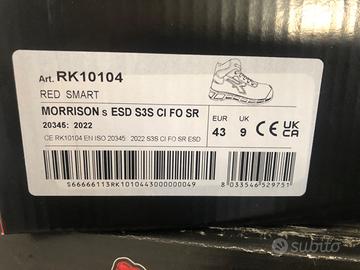 Art. RK10104
RED SMART
MORRISON s ESD S3S CI FO SR
20345: 2022
EUR UK
43 9 CE UK CA
CE RK10104 EN ISO 20345: 2022 S3S CI FO SR ESD
S66666113RK1010443000000049
8 033546 529751
subito